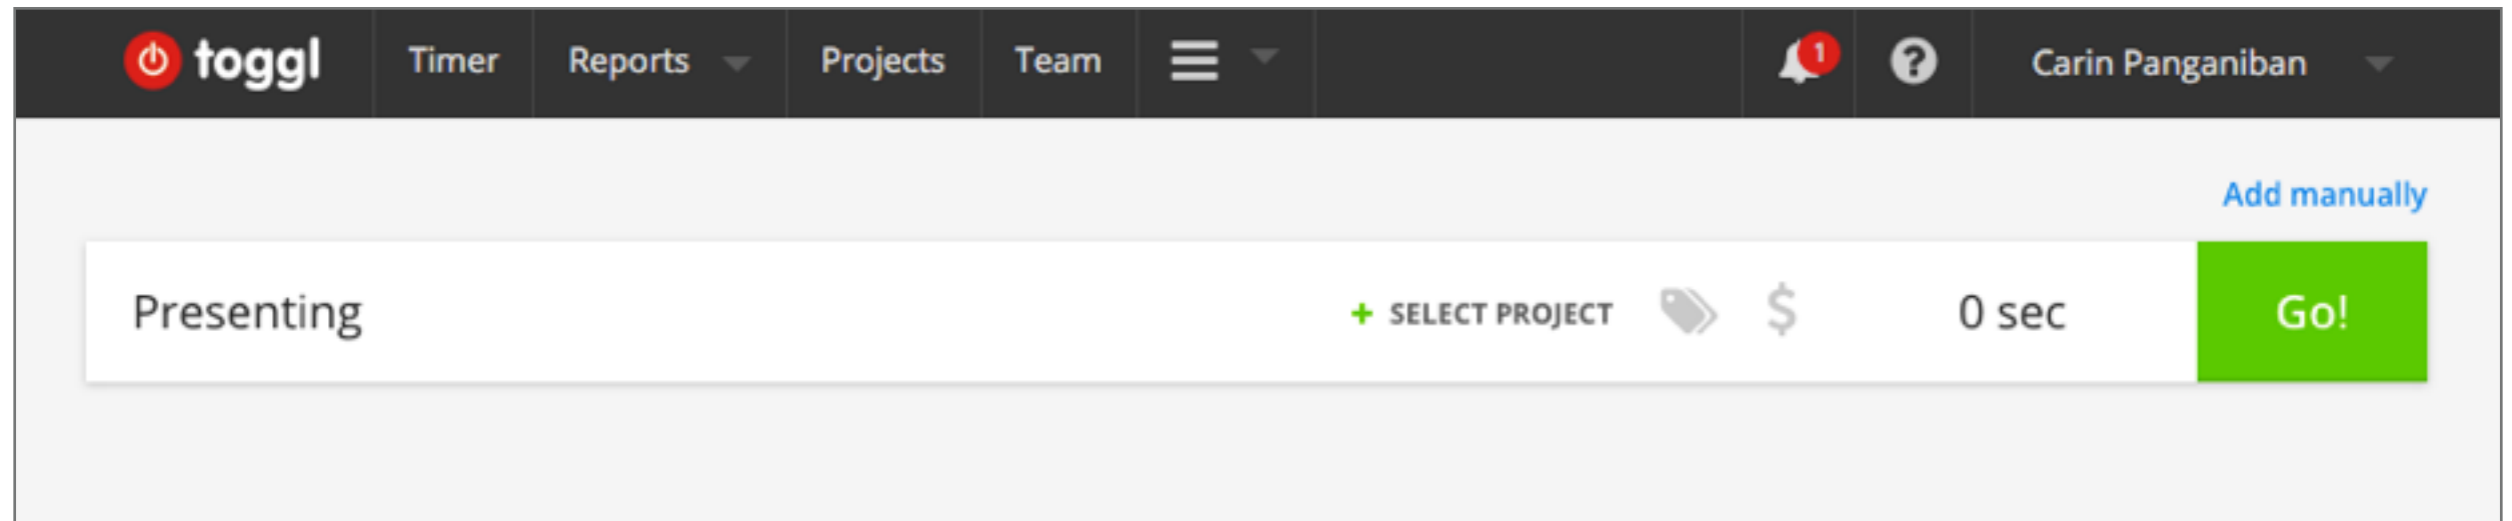 toggl Timer Reports Projects Team 1 ? Carin Panganiban
Add manually
Presenting + SELECT PROJECT $ 0 sec Go!